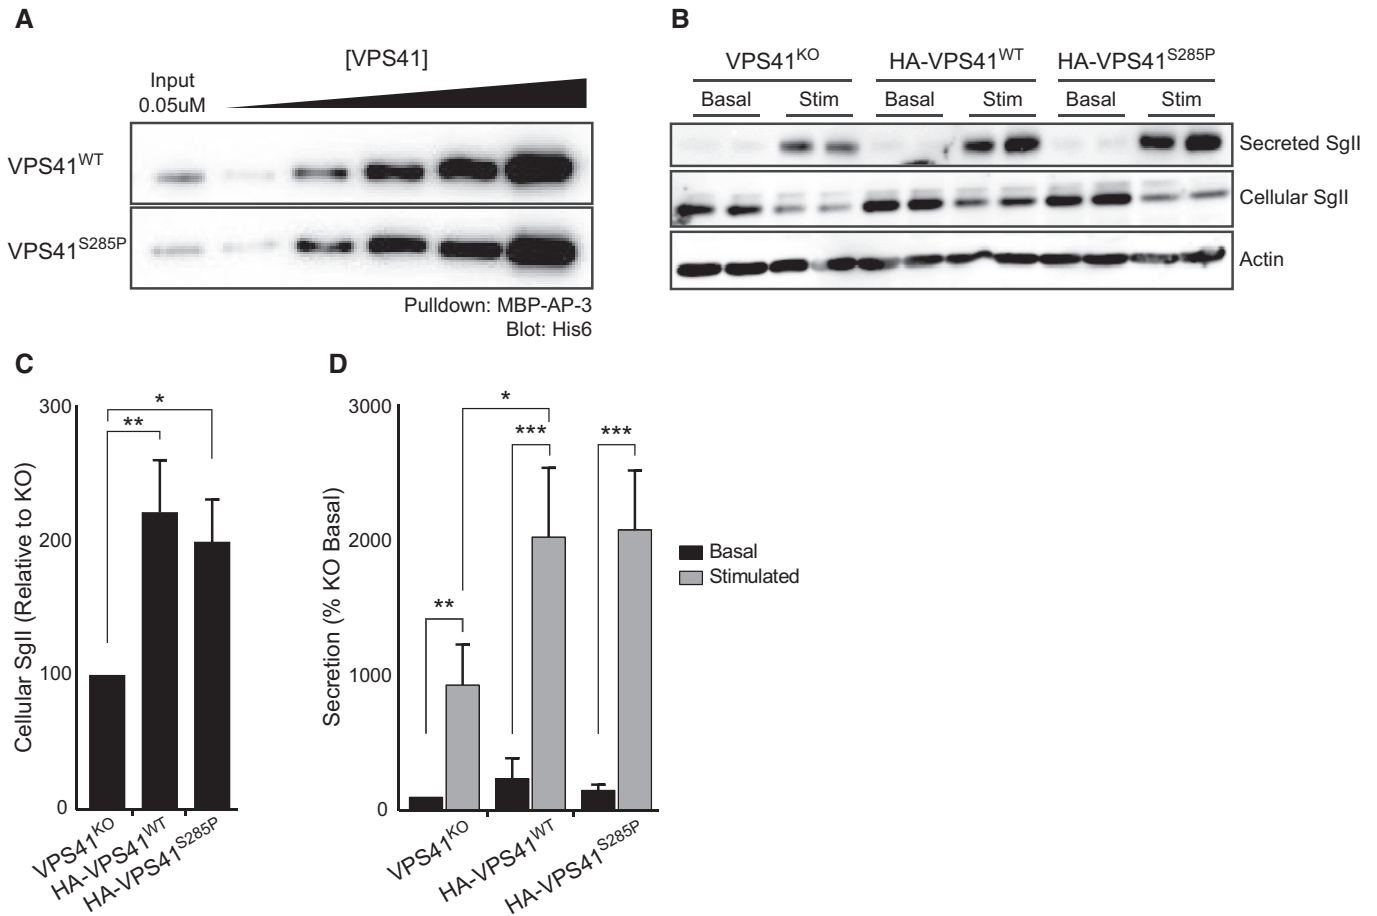 A
[VPS41]
Input
0.05uM
VPS41WT
VPS41S285P
Pulldown: MBP-AP-3
Blot: His6
B
VPS41KO HA-VPS41WT HA-VPS41S285P
Basal Stim Basal Stim Basal Stim
Secreted SgII
Cellular SgII
Actin
C
Cellular SgII (Relative to KO)
300
200
100
0
*
**
VPS41KO
HA-VPS41WT
HA-VPS41S285P
D
Secretion (% KO Basal)
3000
2000
1000
0
*
*** ***
**
VPS41KO
HA-VPS41WT
HA-VPS41S285P
Basal
Stimulated